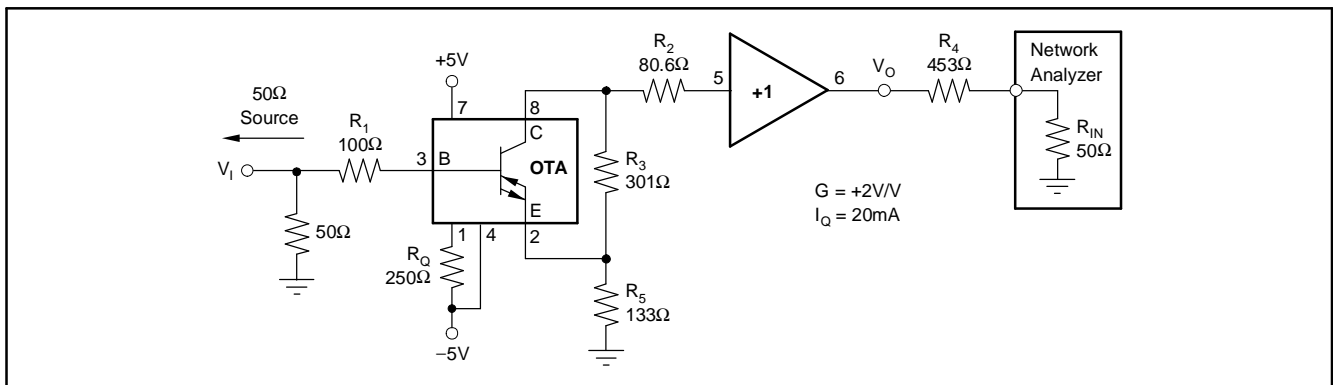 +5V
50Ω
Source
R1
100Ω
VI
50Ω
7
8
3
B
C
OTA
E
1
4
2
RQ
250Ω
−5V
R2
80.6Ω
5
+1
6
VO
R3
301Ω
R5
133Ω
R4
453Ω
G = +2V/V
IQ = 20mA
Network
Analyzer
RIN
50Ω